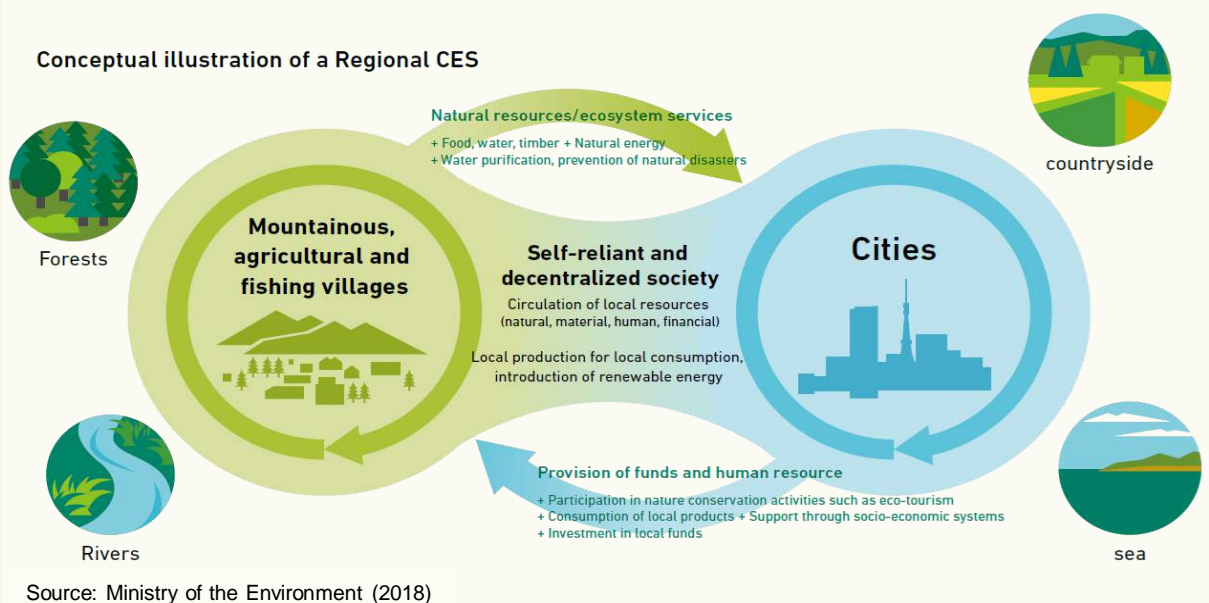 Conceptual illustration of a Regional CES
Natural resources/ecosystem services
+ Food, water, timber + Natural energy
+ Water purification, prevention of natural disasters
countryside
Forests
Mountainous,
agricultural and
fishing villages
Self-reliant and
decentralized society
Circulation of local resources
(natural, material, human, financial)
Local production for local consumption,
introduction of renewable energy
Cities
Provision of funds and human resource
+ Participation in nature conservation activities such as eco-tourism
+ Consumption of local products + Support through socio-economic systems
+ Investment in local funds
Rivers
sea
Source: Ministry of the Environment (2018)